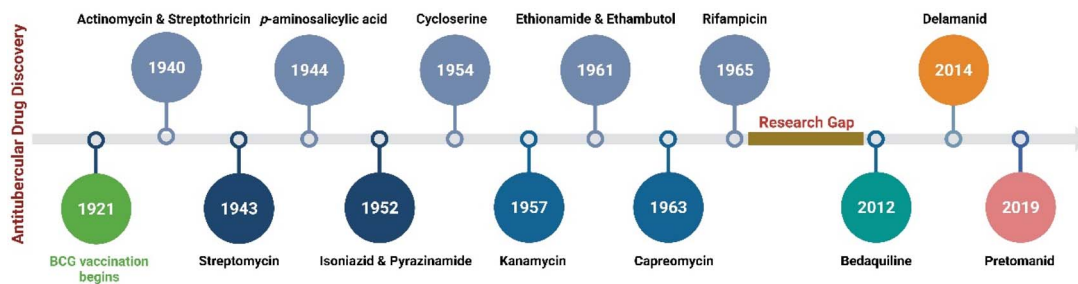 Antitubercular Drug Discovery
Actinomycin & Streptothricin
p-aminosalicylic acid
Cycloserine
Ethionamide & Ethambutol
Rifampicin
Delamanid
1940
1944
1954
1961
1965
2014
Research Gap
1921
1943
1952
1957
1963
2012
2019
BCG vaccination
begins
Streptomycin
Isoniazid & Pyrazinamide
Kanamycin
Capreomycin
Bedaquiline
Pretomanid